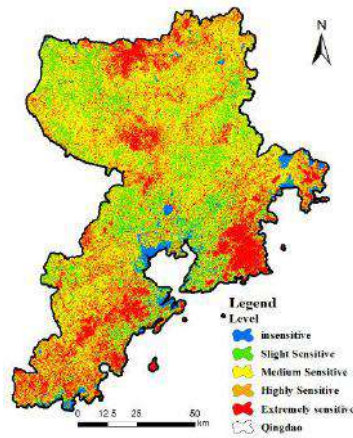 N
Legend
Level
insensitive
Slight Sensitive
Medium Sensitive
Highly Sensitive
Extremely sensitive
Qingdao
0 12.5 25 50
km